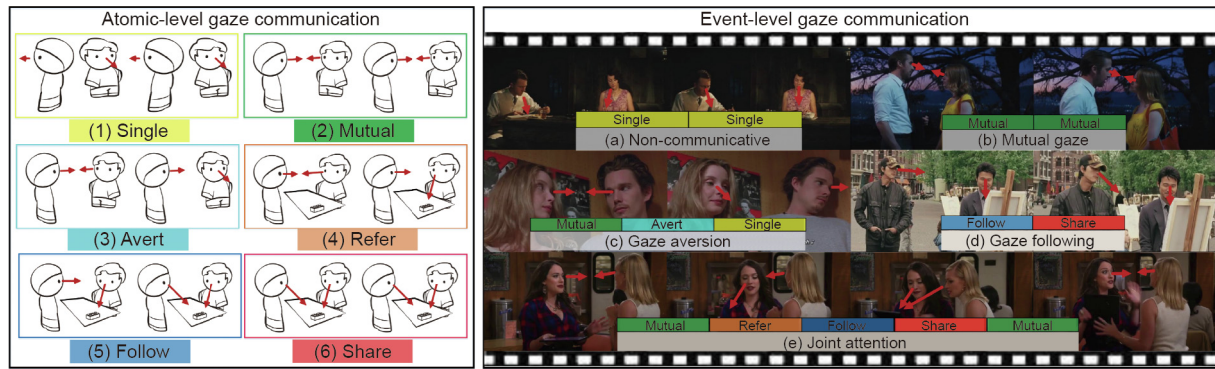 Atomic-level gaze communication
(1) Single
(2) Mutual
(3) Avert
(4) Refer
(5) Follow
(6) Share
Event-level gaze communication
Single Single
(a) Non-communicative
Mutual Mutual
(b) Mutual gaze
Mutual Avert Single
(c) Gaze aversion
Follow Share
(d) Gaze following
Mutual Refer Follow Share Mutual
(e) Joint attention